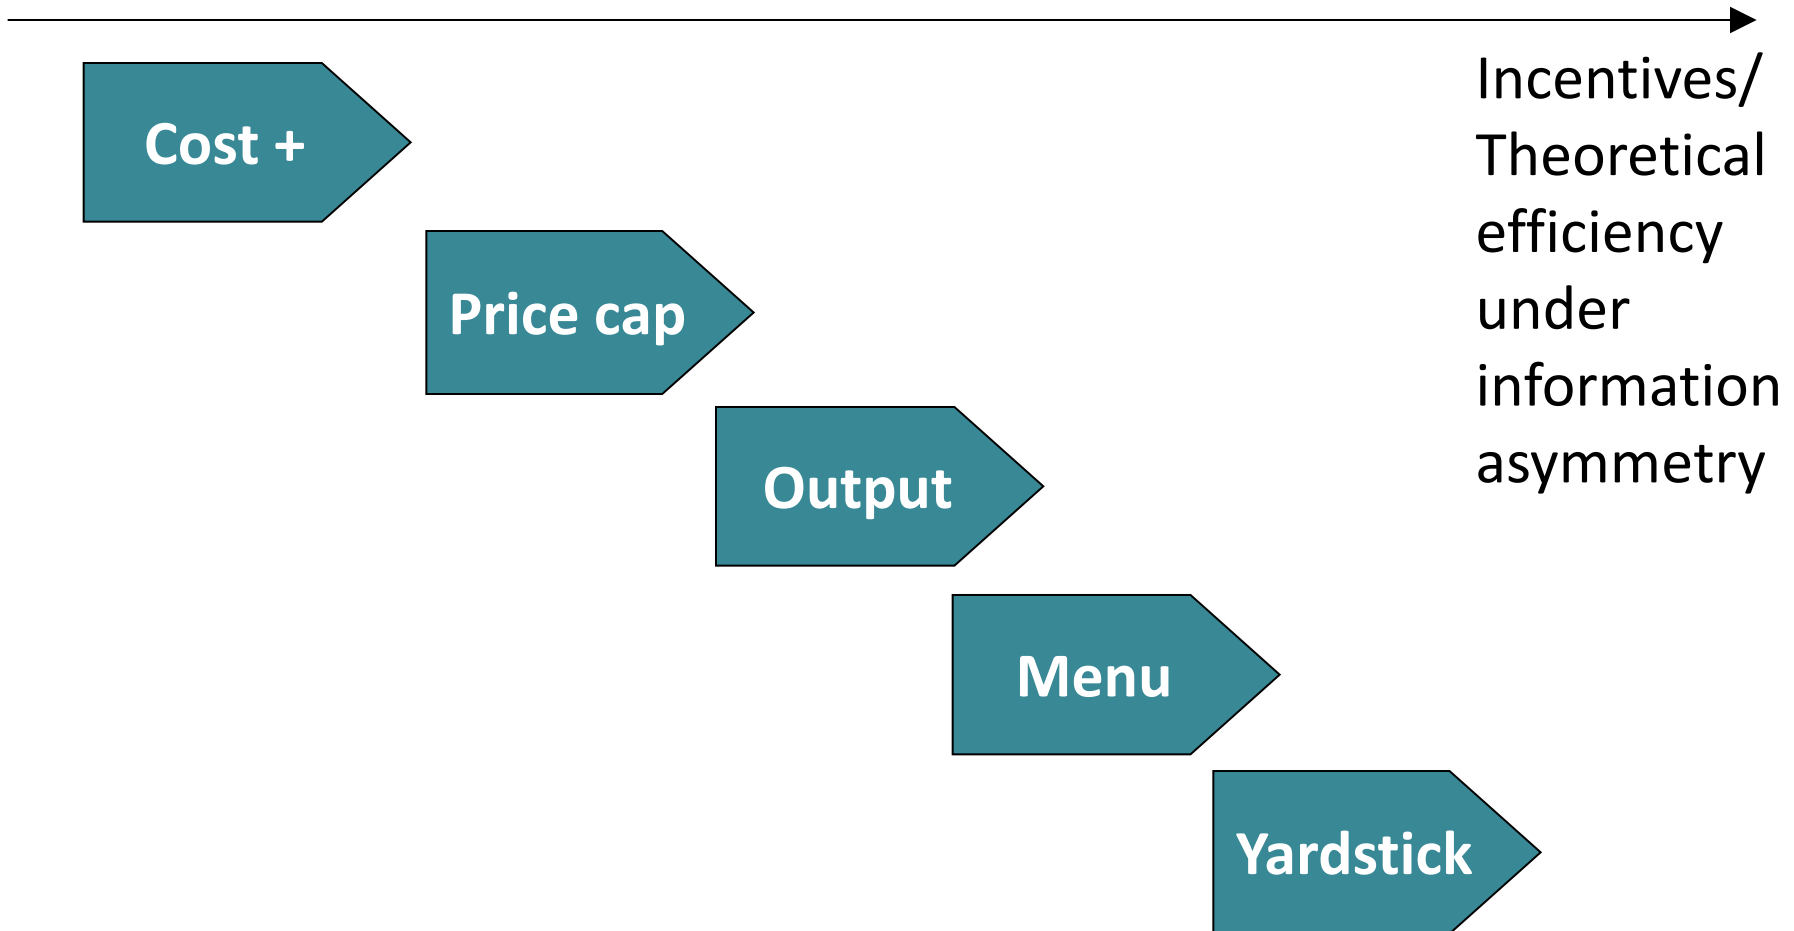 Cost +
Price cap
Output
Menu
Yardstick
Incentives/
Theoretical
efficiency
under
information
asymmetry